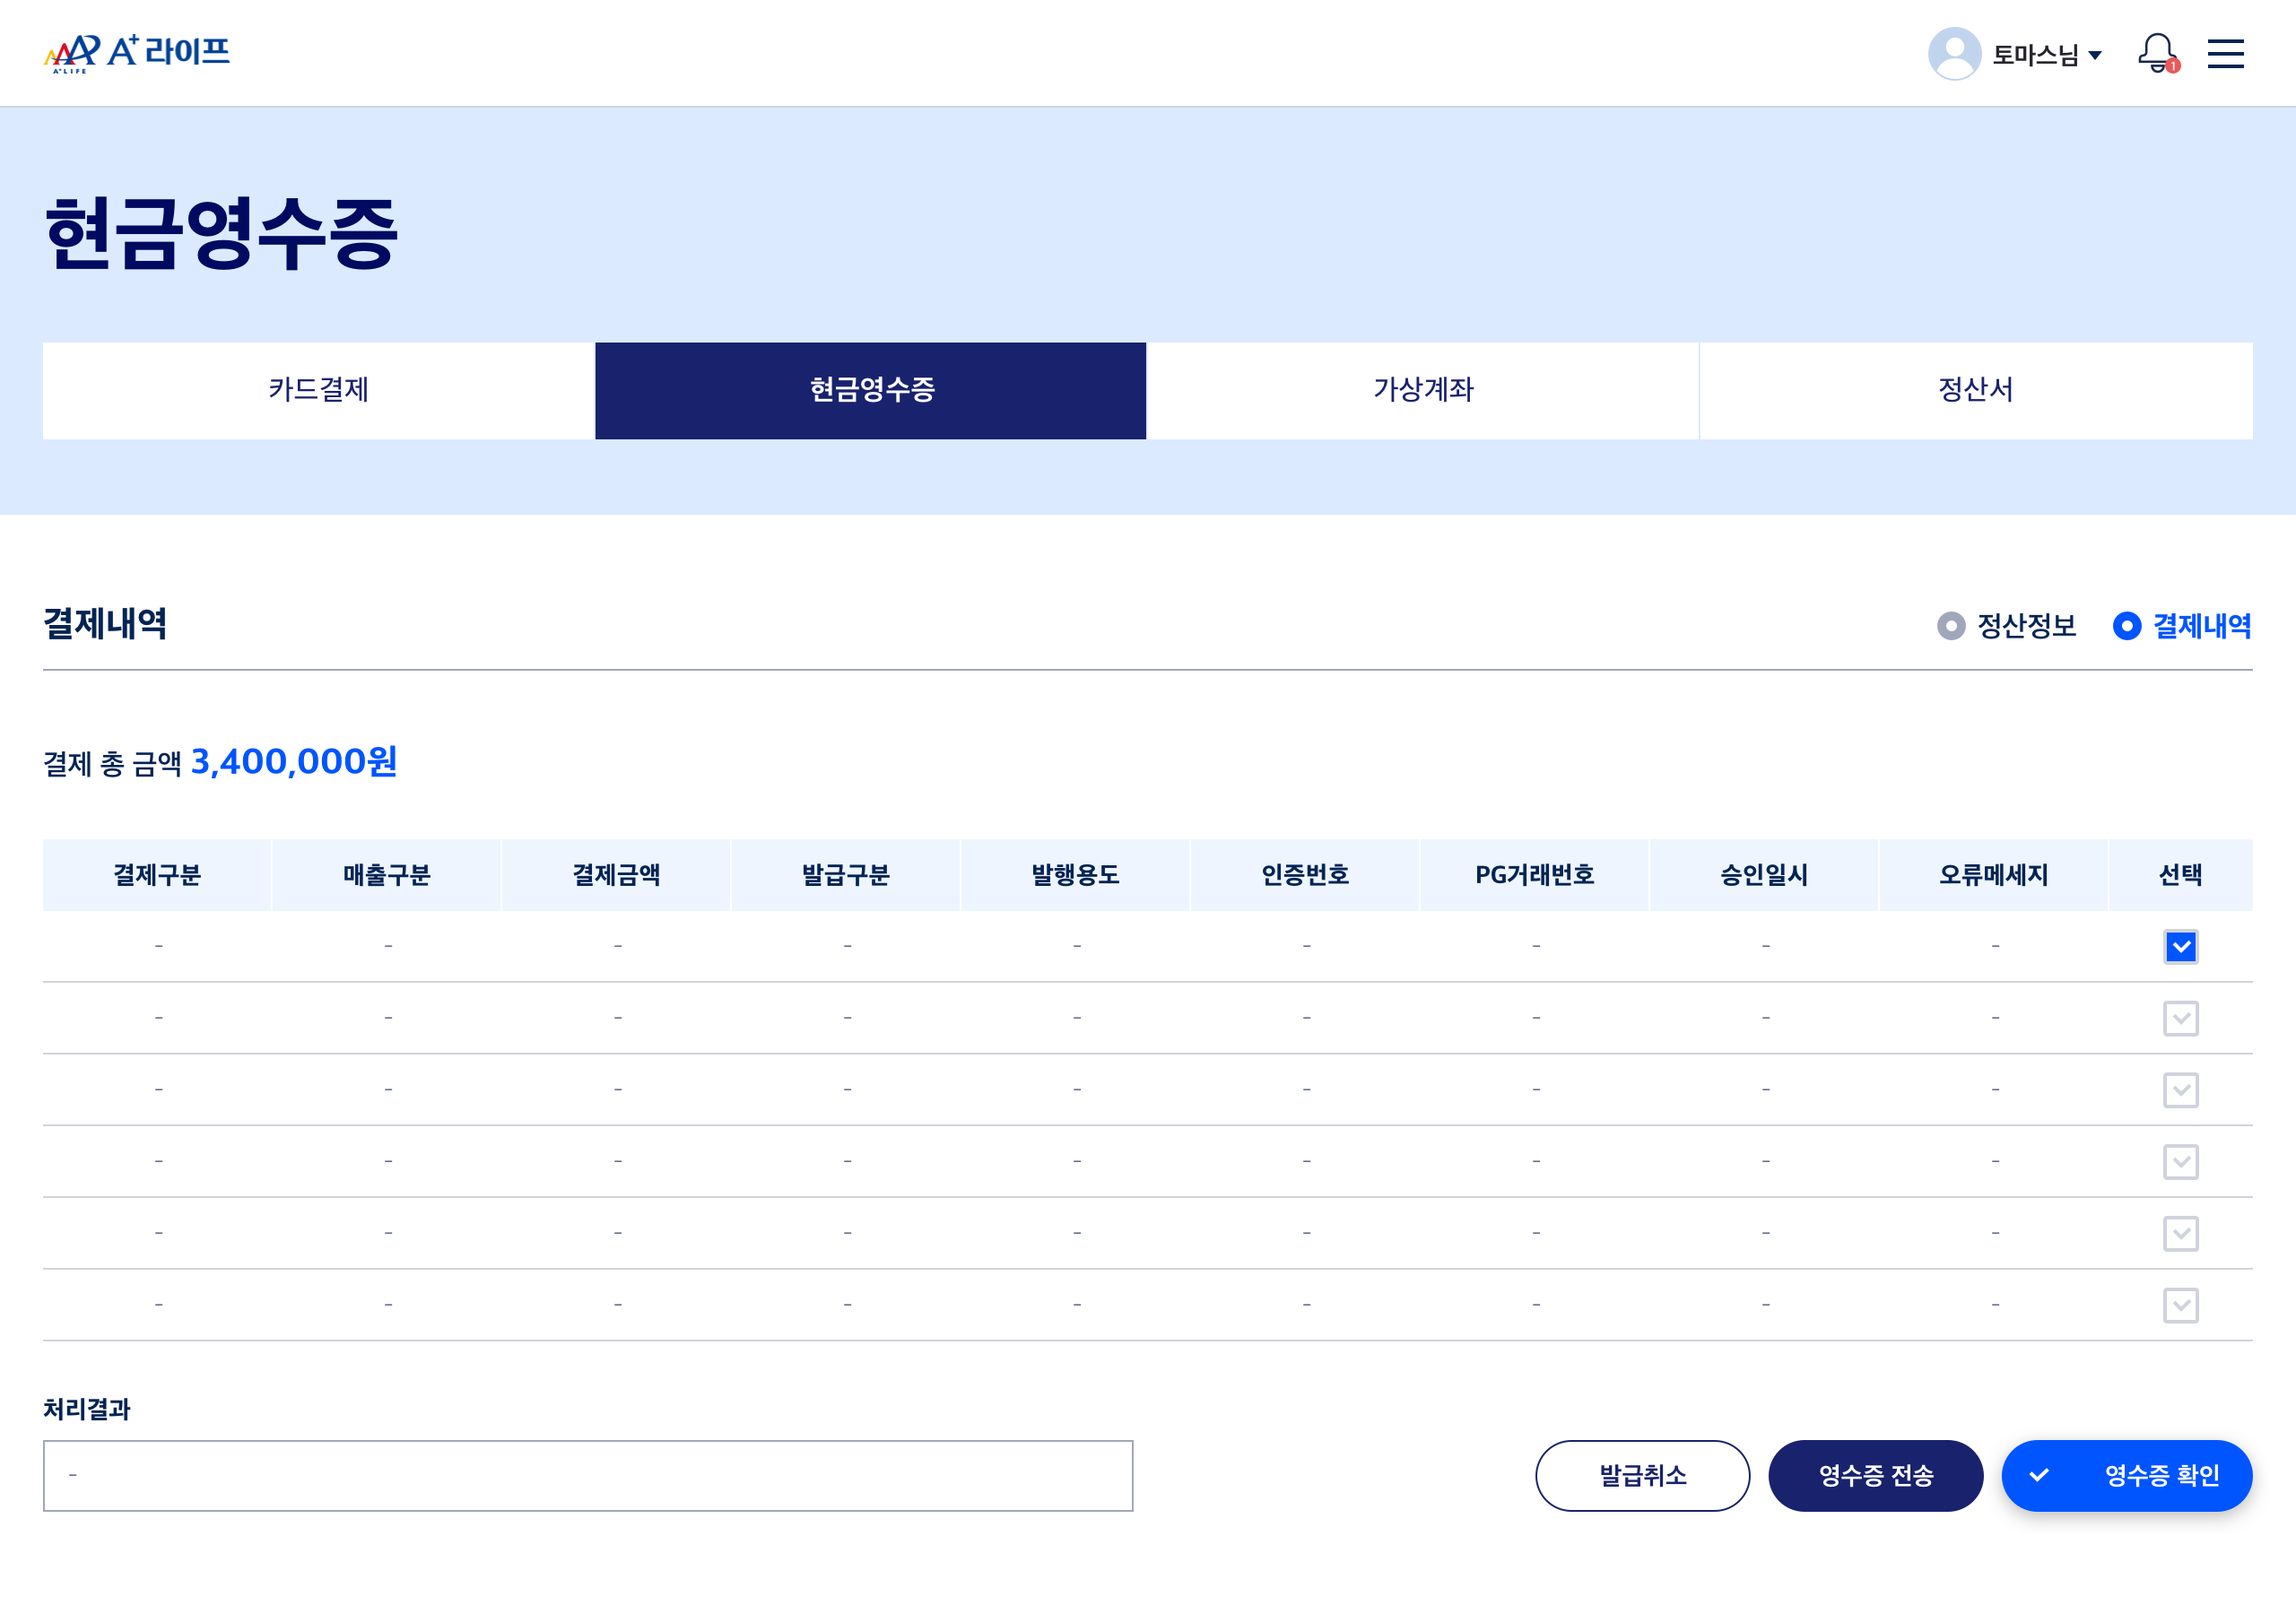 A+LIFE A+ 라이프 토마스님 1
현금영수증
카드결제 현금영수증 가상계좌 정산서
결제내역 정산정보 결제내역
결제 총 금액 3,400,000원
결제구분 매출구분 결제금액 발급구분 발행용도 인증번호 PG거래번호 승인일시 오류메세지 선택
- - - - - - - - -
- - - - - - - - -
- - - - - - - - -
- - - - - - - - -
- - - - - - - - -
- - - - - - - - -
처리결과
- 발급취소 영수증 전송 영수증 확인